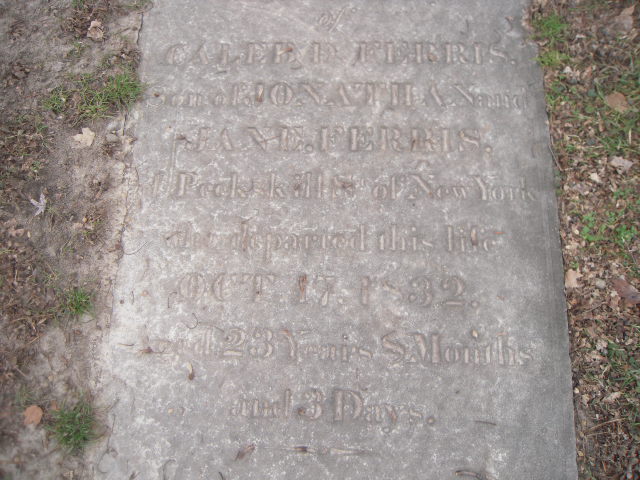 of
CALEB P. FERRIS.
son of JONATHAN and
JANE. FERRIS.
of Peekskill St of New York
who departed this life
OCT 17. 1832.
aged 23 Years 8 Months
and 3 Days.